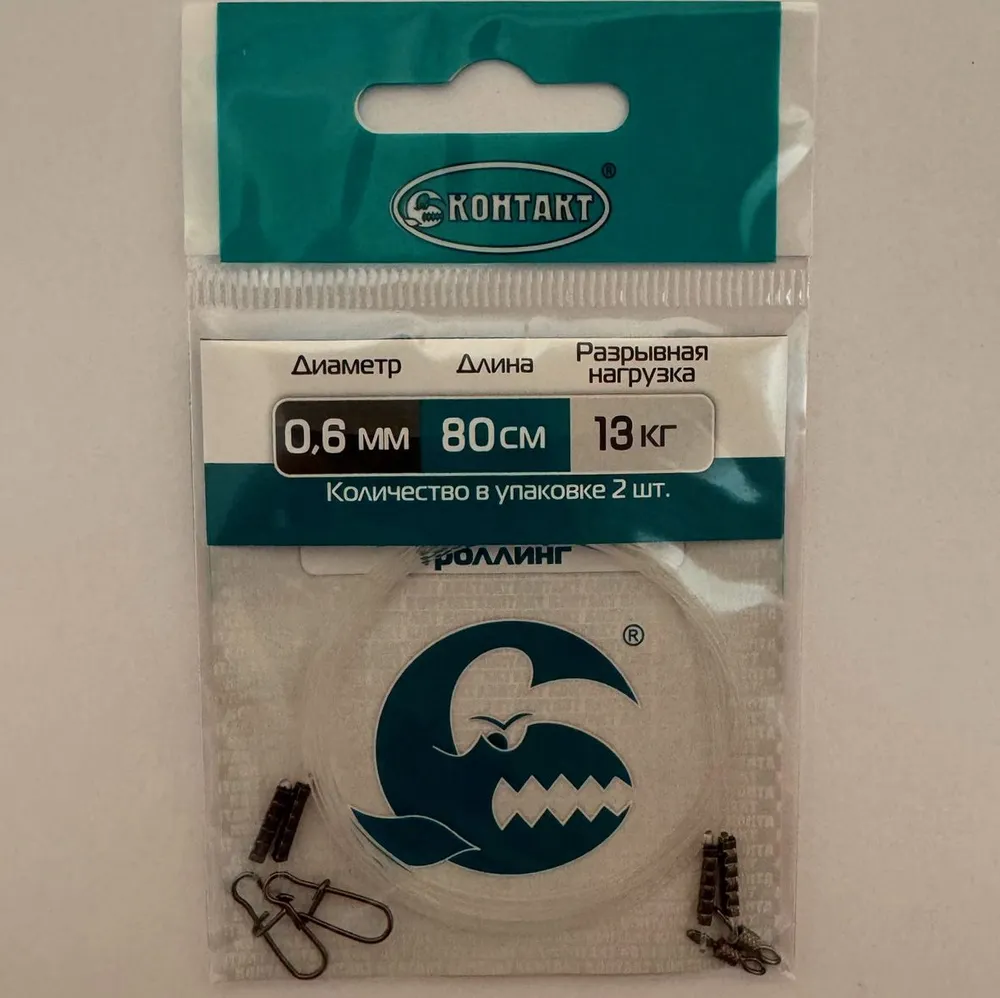 КОНТАКТ ®
Диаметр Длина Разрывная
нагрузка
0,6 мм 80 см 13 кг
Количество в упаковке 2 шт.
роллинг
®